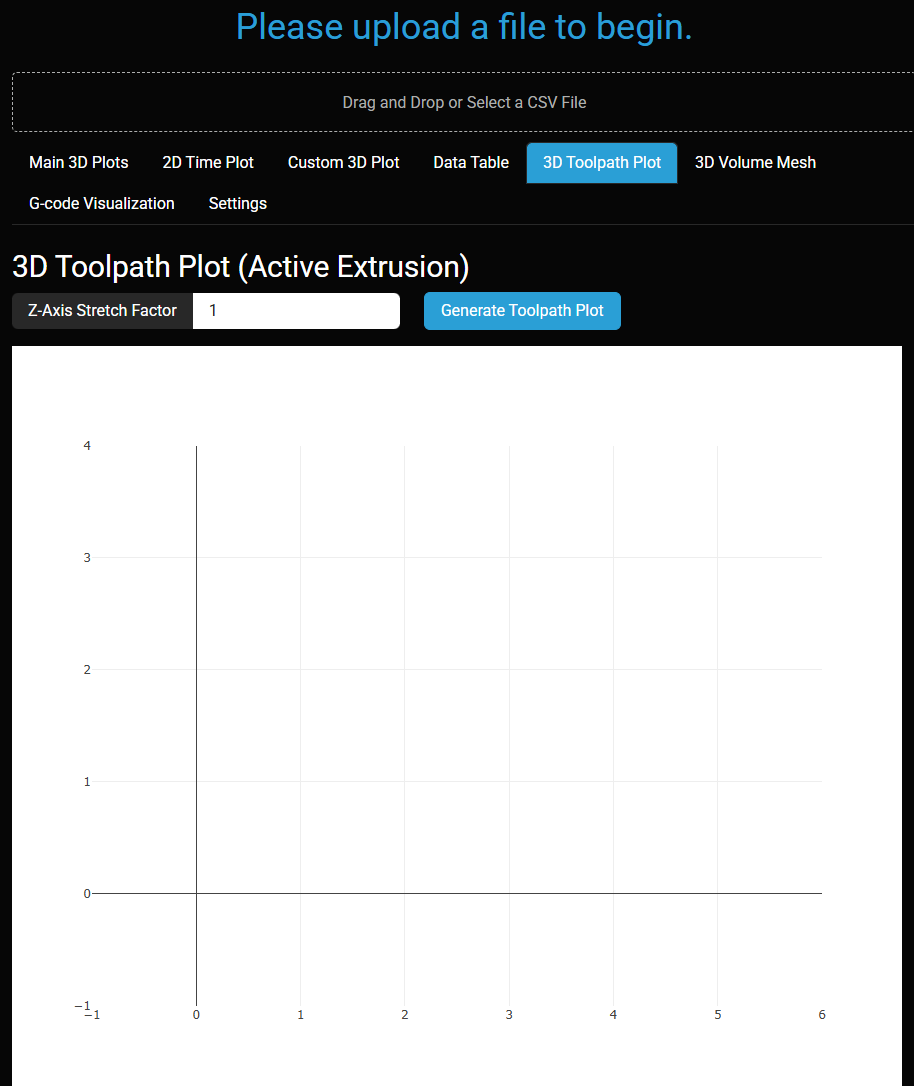 Please upload a file to begin.
Drag and Drop or Select a CSV File
Main 3D Plots 2D Time Plot Custom 3D Plot Data Table 3D Toolpath Plot 3D Volume Mesh
G-code Visualization Settings
3D Toolpath Plot (Active Extrusion)
Z-Axis Stretch Factor 1 Generate Toolpath Plot
4
3
2
1
0
−1
−1 0 1 2 3 4 5 6